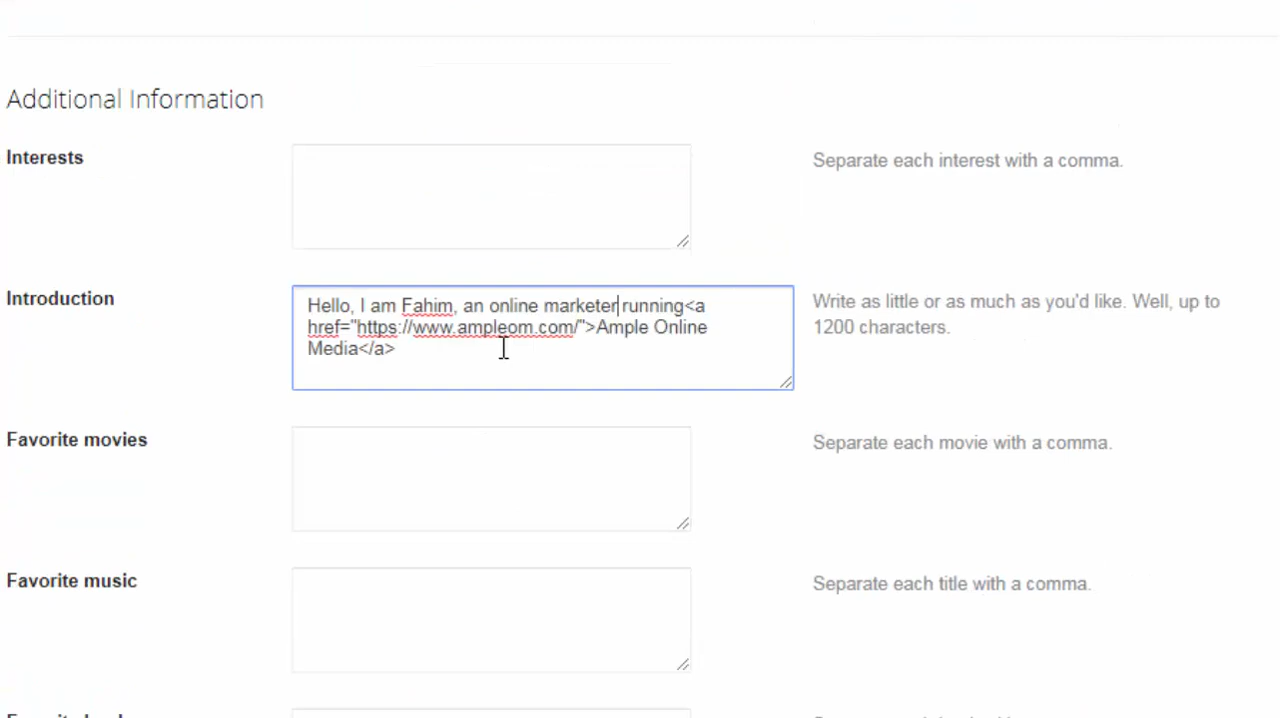 Additional Information
Interests
Separate each interest with a comma.
Introduction
Hello, I am Fahim, an online marketer running<a
href="https://www.ampleom.com/">Ample Online
Media</a>
Write as little or as much as you'd like. Well, up to
1200 characters.
Favorite movies
Separate each movie with a comma.
Favorite music
Separate each title with a comma.